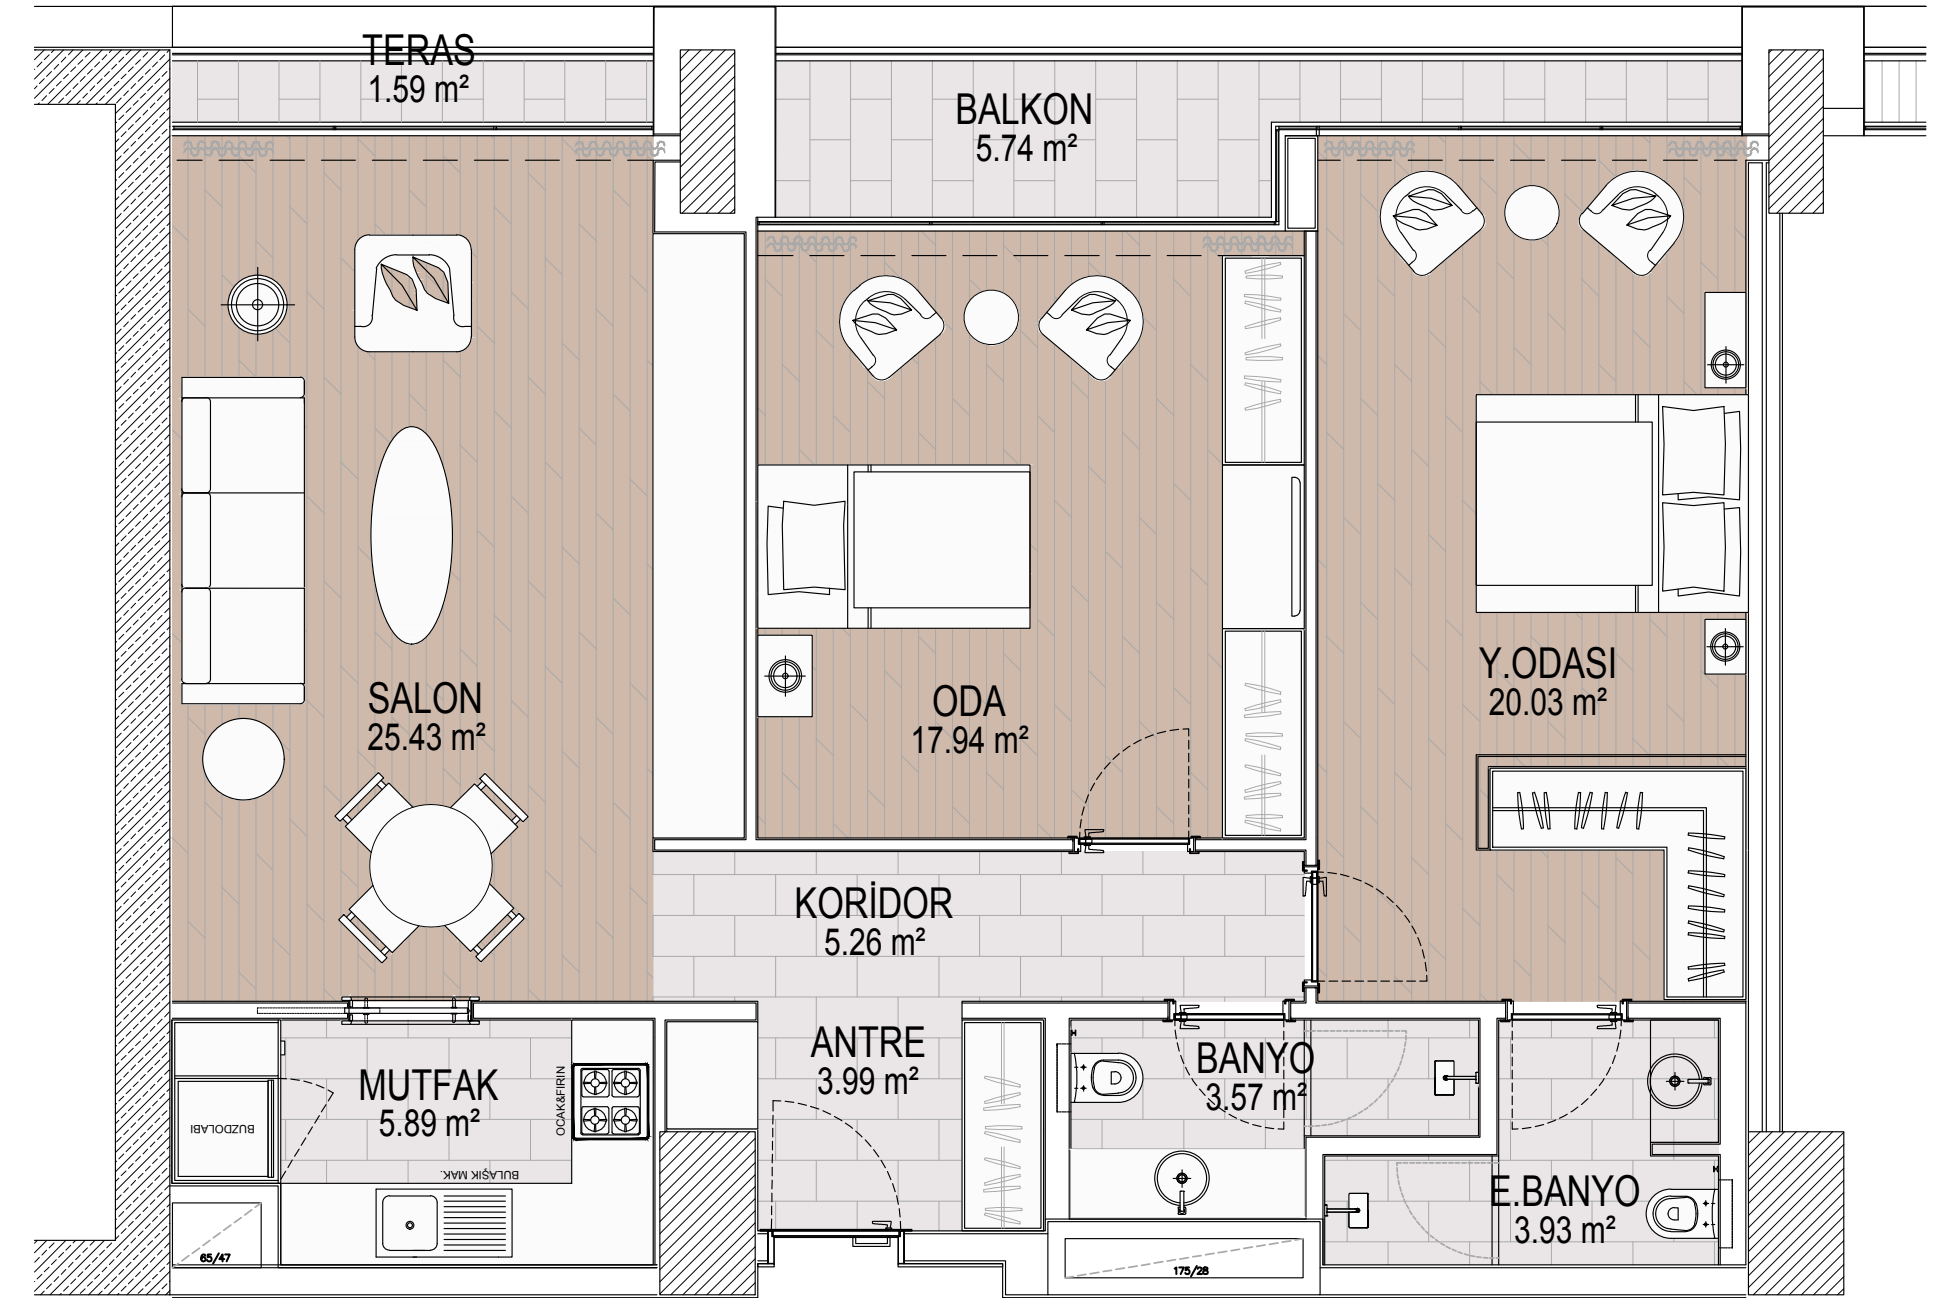 TERAS
1.59 m²
BALKON
5.74 m²
SALON
25.43 m²
ODA
17.94 m²
Y.ODASI
20.03 m²
KORİDOR
5.26 m²
ANTRE
3.99 m²
MUTFAK
5.89 m²
BUZDOLABI
OCAK&FIRIN
BULAŞIK MAK.
65/47
BANYO
3.57 m²
175/28
E.BANYO
3.93 m²